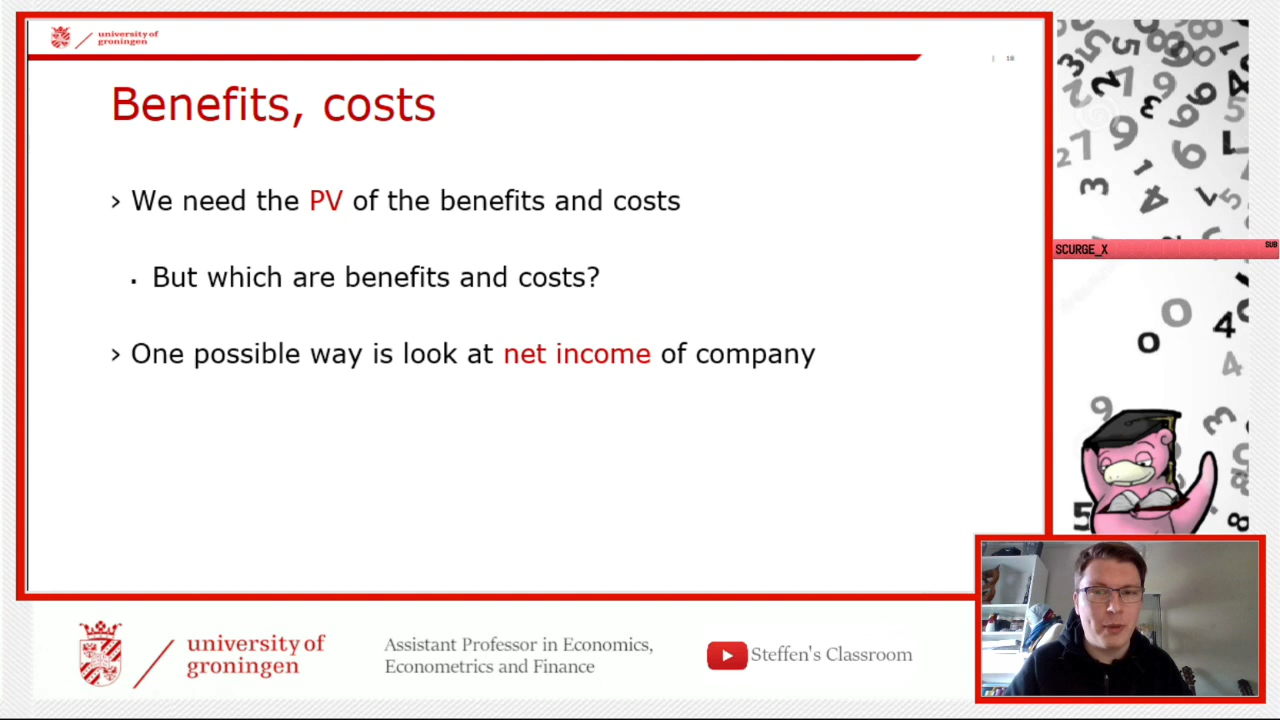 university of
groningen
| 18
Benefits, costs
› We need the PV of the benefits and costs
▪ But which are benefits and costs?
› One possible way is look at net income of company
SCURGE_X
SUB
university of
groningen
Assistant Professor in Economics,
Econometrics and Finance
Steffen's Classroom